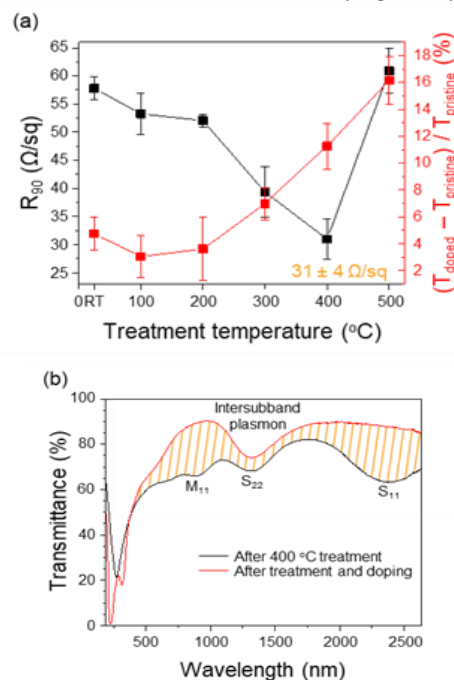 (a)
65
60
55
50
45
40
35
30
25
R90 (Ω/sq)
18
16
14
12
10
8
6
4
2
(Tdoped – Tpristine) / Tpristine (%)
31 ± 4 Ω/sq
0RT 100 200 300 400 500
Treatment temperature (oC)
(b)
100
80
60
40
20
0
Transmittance (%)
Intersubband
plasmon
M11
S22
S11
After 400 oC treatment
After treatment and doping
500 1000 1500 2000 2500
Wavelength (nm)